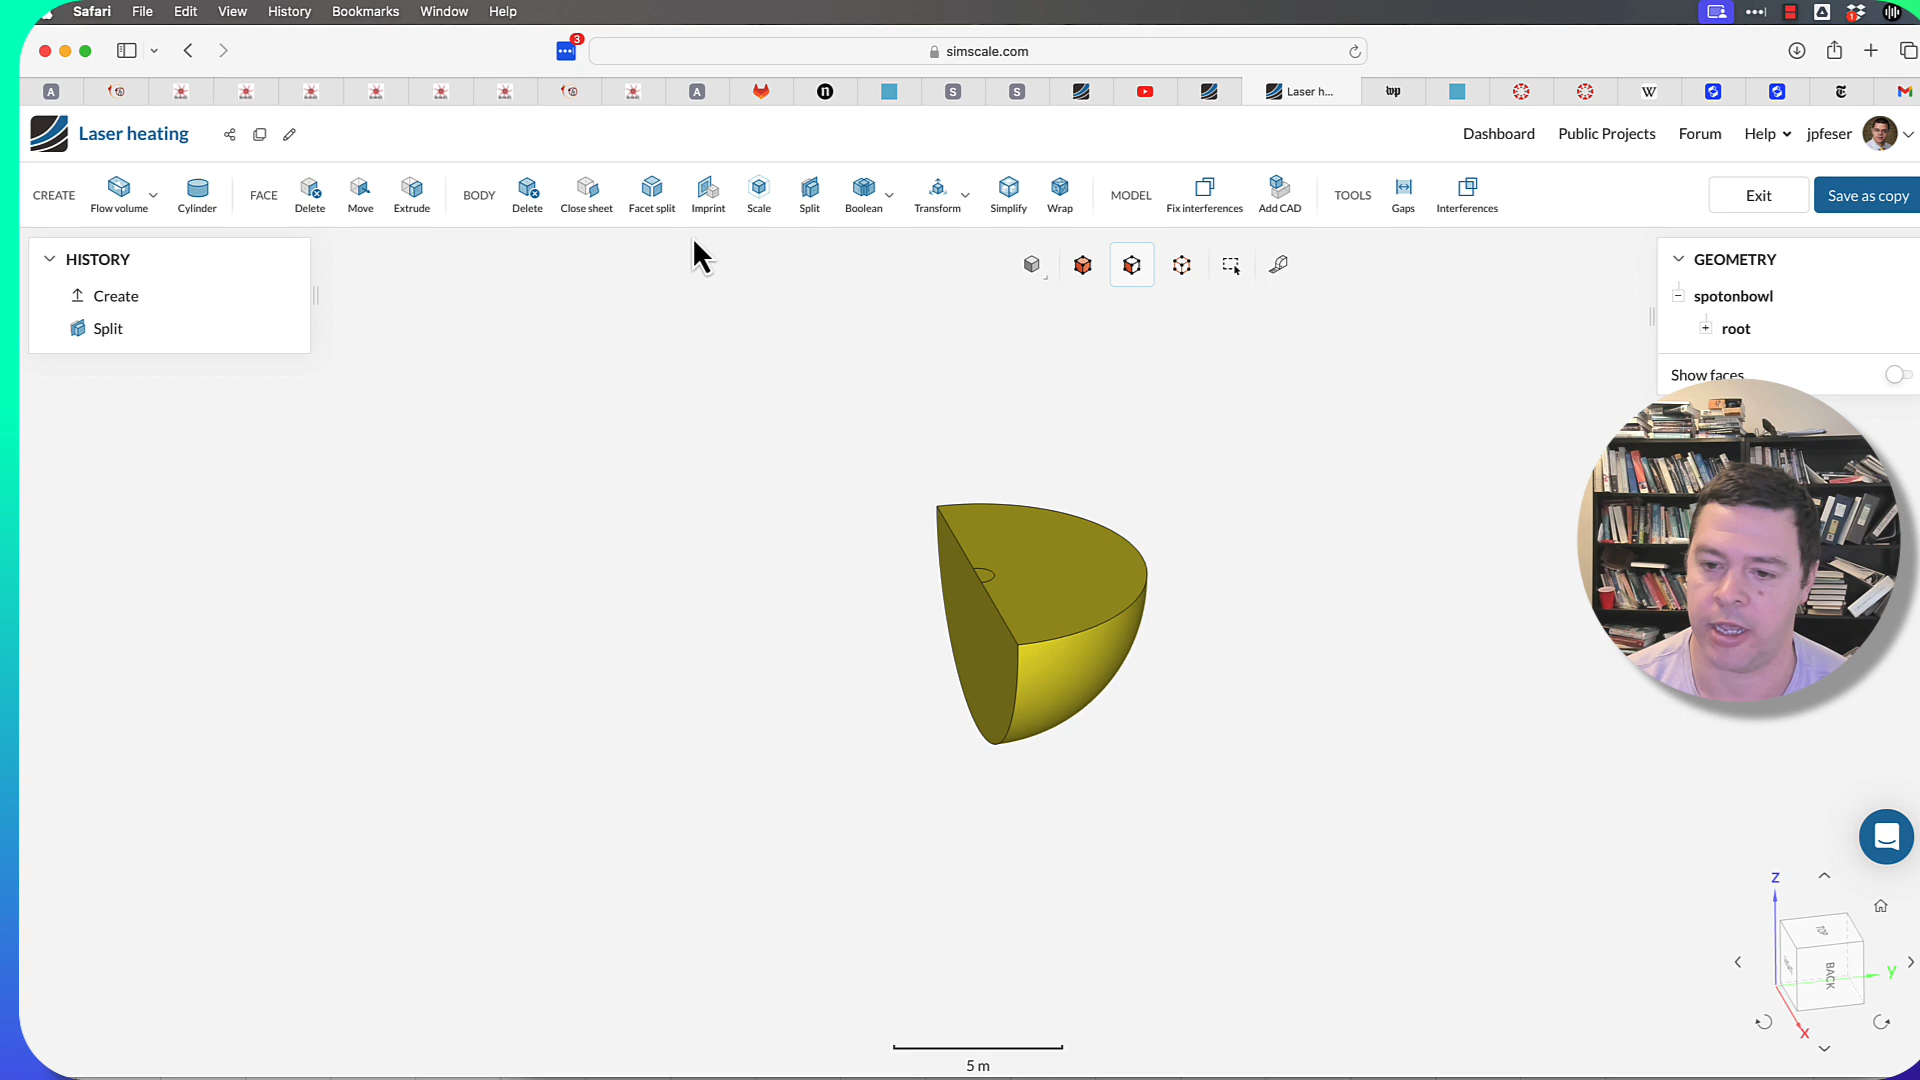 Safari File Edit View History Bookmarks Window Help
3
simscale.com
Laser h...
Laser heating
Dashboard Public Projects Forum Help jpfeser
CREATE Flow volume Cylinder FACE Delete Move Extrude BODY Delete Close sheet Facet split Imprint Scale Split Boolean Transform Simplify Wrap MODEL Fix interferences Add CAD TOOLS Gaps Interferences Exit Save as copy
HISTORY
Create
Split
GEOMETRY
spotonbowl
root
Show faces
Z
TOP
BACK
Y
X
5 m